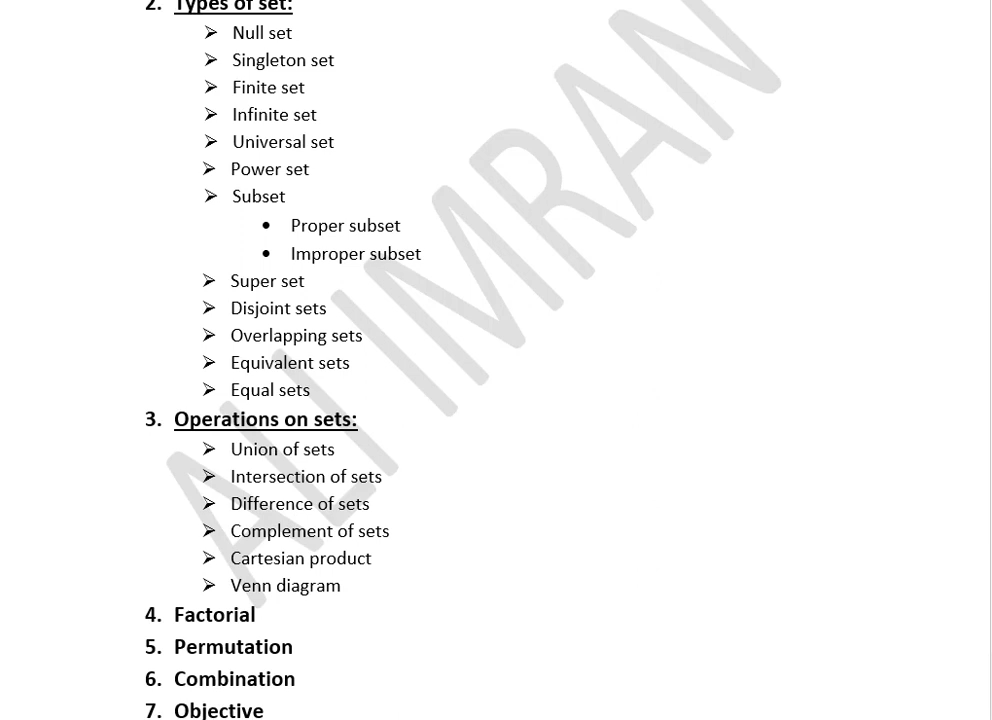 2. Types of set:
➢ Null set
➢ Singleton set
➢ Finite set
➢ Infinite set
➢ Universal set
➢ Power set
➢ Subset
• Proper subset
• Improper subset
➢ Super set
➢ Disjoint sets
➢ Overlapping sets
➢ Equivalent sets
➢ Equal sets
3. Operations on sets:
➢ Union of sets
➢ Intersection of sets
➢ Difference of sets
➢ Complement of sets
➢ Cartesian product
➢ Venn diagram
4. Factorial
5. Permutation
6. Combination
7. Objective
ALI IMRAN